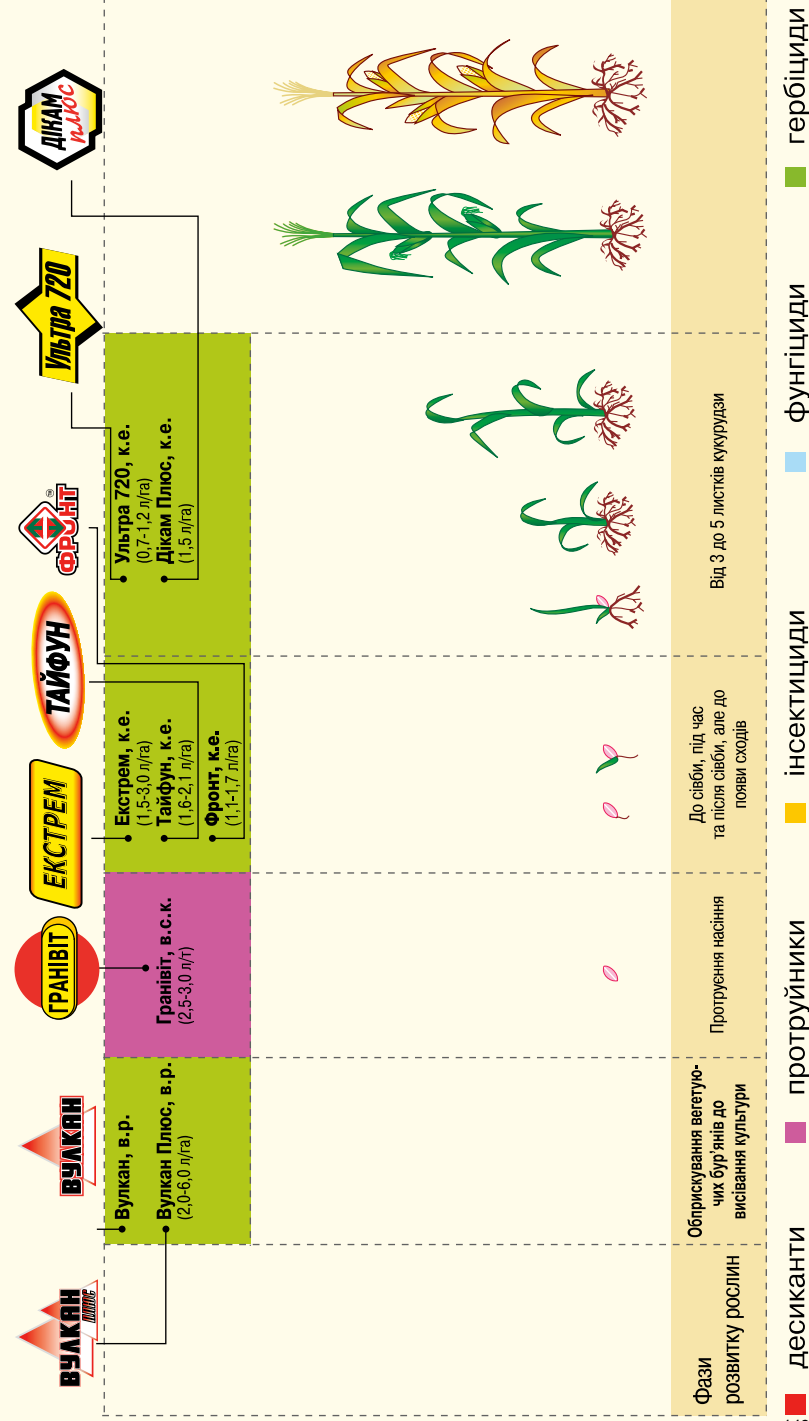 ВУЛКАН
ПЛЮС
ВУЛКАН
ГРАНІВІТ
ЕКСТРЕМ
ТАЙФУН
ФРОНТ™
Ультра 720
ДІКАМ
плюс
Вулкан, в.р.
Вулкан Плюс, в.р.
(2,0-6,0 л/га)
Гранівіт, в.с.к.
(2,5-3,0 л/т)
Екстрем, к.е.
(1,5-3,0 л/га)
Тайфун, к.е.
(1,6-2,1 л/га)
Фронт, к.е.
(1,1-1,7 л/га)
Ультра 720, к.е.
(0,7-1,2 л/га)
Дікам Плюс, к.е.
(1,5 л/га)
Фази
розвитку рослин
Обприскування вегетую-
чих бур’янів до
висівання культури
Протруєння насіння
До сівби, під час
та після сівби, але до
появи сходів
Від 3 до 5 листків кукурудзи
десиканти
протруйники
інсектициди
фунгіциди
гербіциди